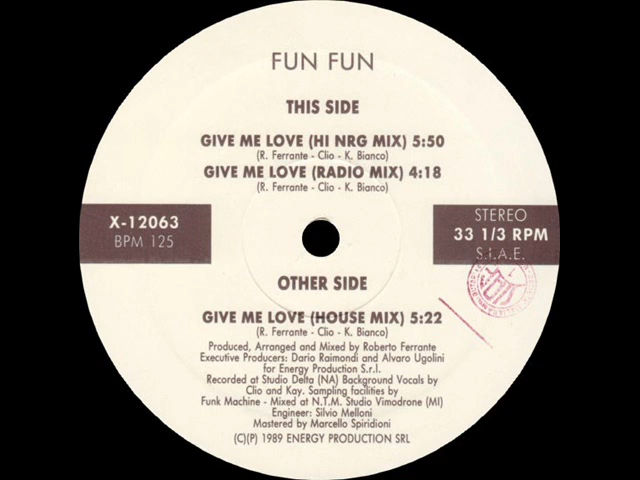 FUN FUN
THIS SIDE
GIVE ME LOVE (HI NRG MIX) 5:50
(R. Ferrante - Clio - K. Bianco)
GIVE ME LOVE (RADIO MIX) 4:18
(R. Ferrante - Clio - K. Bianco)
X-12063
BPM 125
STEREO
33 1/3 RPM
S.I.A.E.
OTHER SIDE
GIVE ME LOVE (HOUSE MIX) 5:22
(R. Ferrante - Clio - K. Bianco)
Produced, Arranged and Mixed by Roberto Ferrante
Executive Producers: Dario Raimondi and Alvaro Ugolini
for Energy Production S.r.l.
Recorded at Studio Delta (NA) Background Vocals by
Clio and Kay. Sampling facilities by
Funk Machine - Mixed at N.T.M. Studio Vimodrone (MI)
Engineer: Silvio Melloni
Mastered by Marcello Spiridioni
(C)(P) 1989 ENERGY PRODUCTION SRL